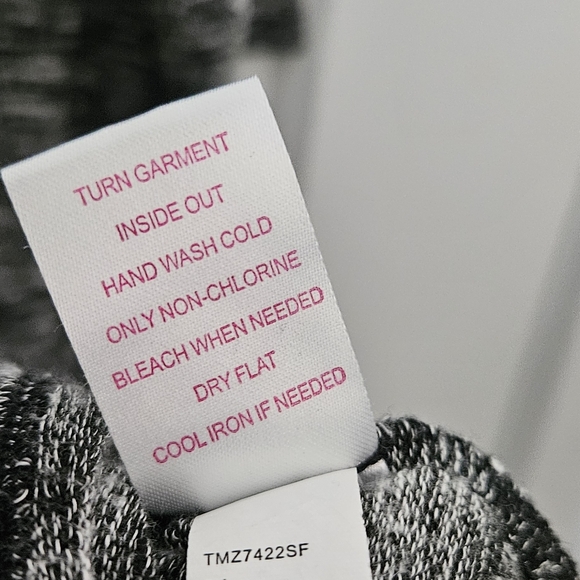 TURN GARMENT
INSIDE OUT
HAND WASH COLD
ONLY NON-CHLORINE
BLEACH WHEN NEEDED
DRY FLAT
COOL IRON IF NEEDED
TMZ7422SF